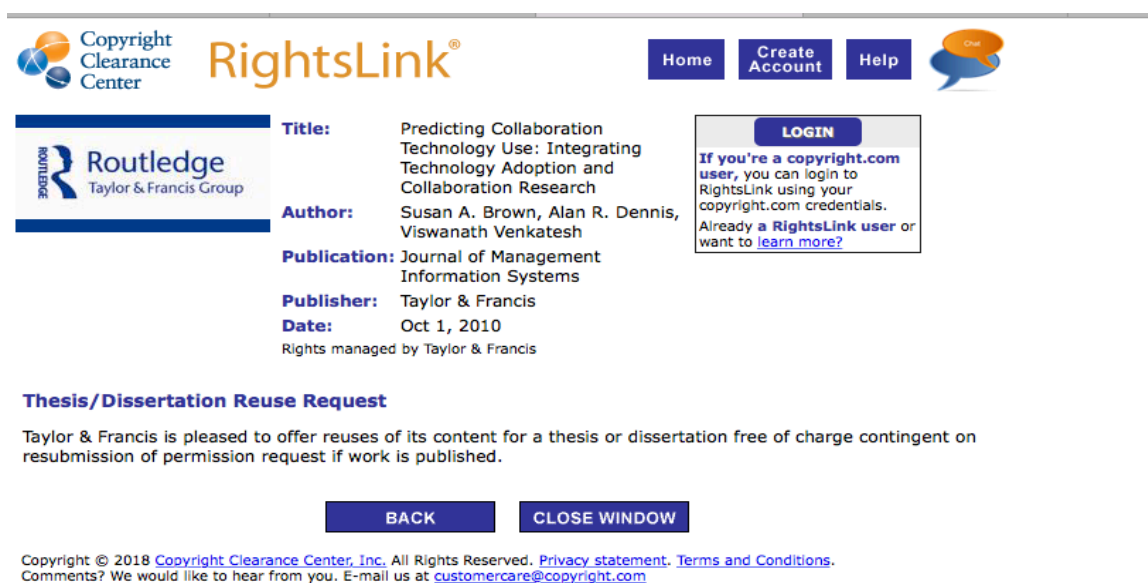 Copyright
Clearance
Center
RightsLink®
Home
Create
Account
Help
Chat
ROUTLEDGE
Routledge
Taylor & Francis Group
Title: Predicting Collaboration
Technology Use: Integrating
Technology Adoption and
Collaboration Research
Author: Susan A. Brown, Alan R. Dennis,
Viswanath Venkatesh
Publication: Journal of Management
Information Systems
Publisher: Taylor & Francis
Date: Oct 1, 2010
Rights managed by Taylor & Francis
LOGIN
If you're a copyright.com
user, you can login to
RightsLink using your
copyright.com credentials.
Already a RightsLink user or
want to learn more?
Thesis/Dissertation Reuse Request
Taylor & Francis is pleased to offer reuses of its content for a thesis or dissertation free of charge contingent on
resubmission of permission request if work is published.
BACK
CLOSE WINDOW
Copyright © 2018 Copyright Clearance Center, Inc. All Rights Reserved. Privacy statement. Terms and Conditions.
Comments? We would like to hear from you. E-mail us at customercare@copyright.com